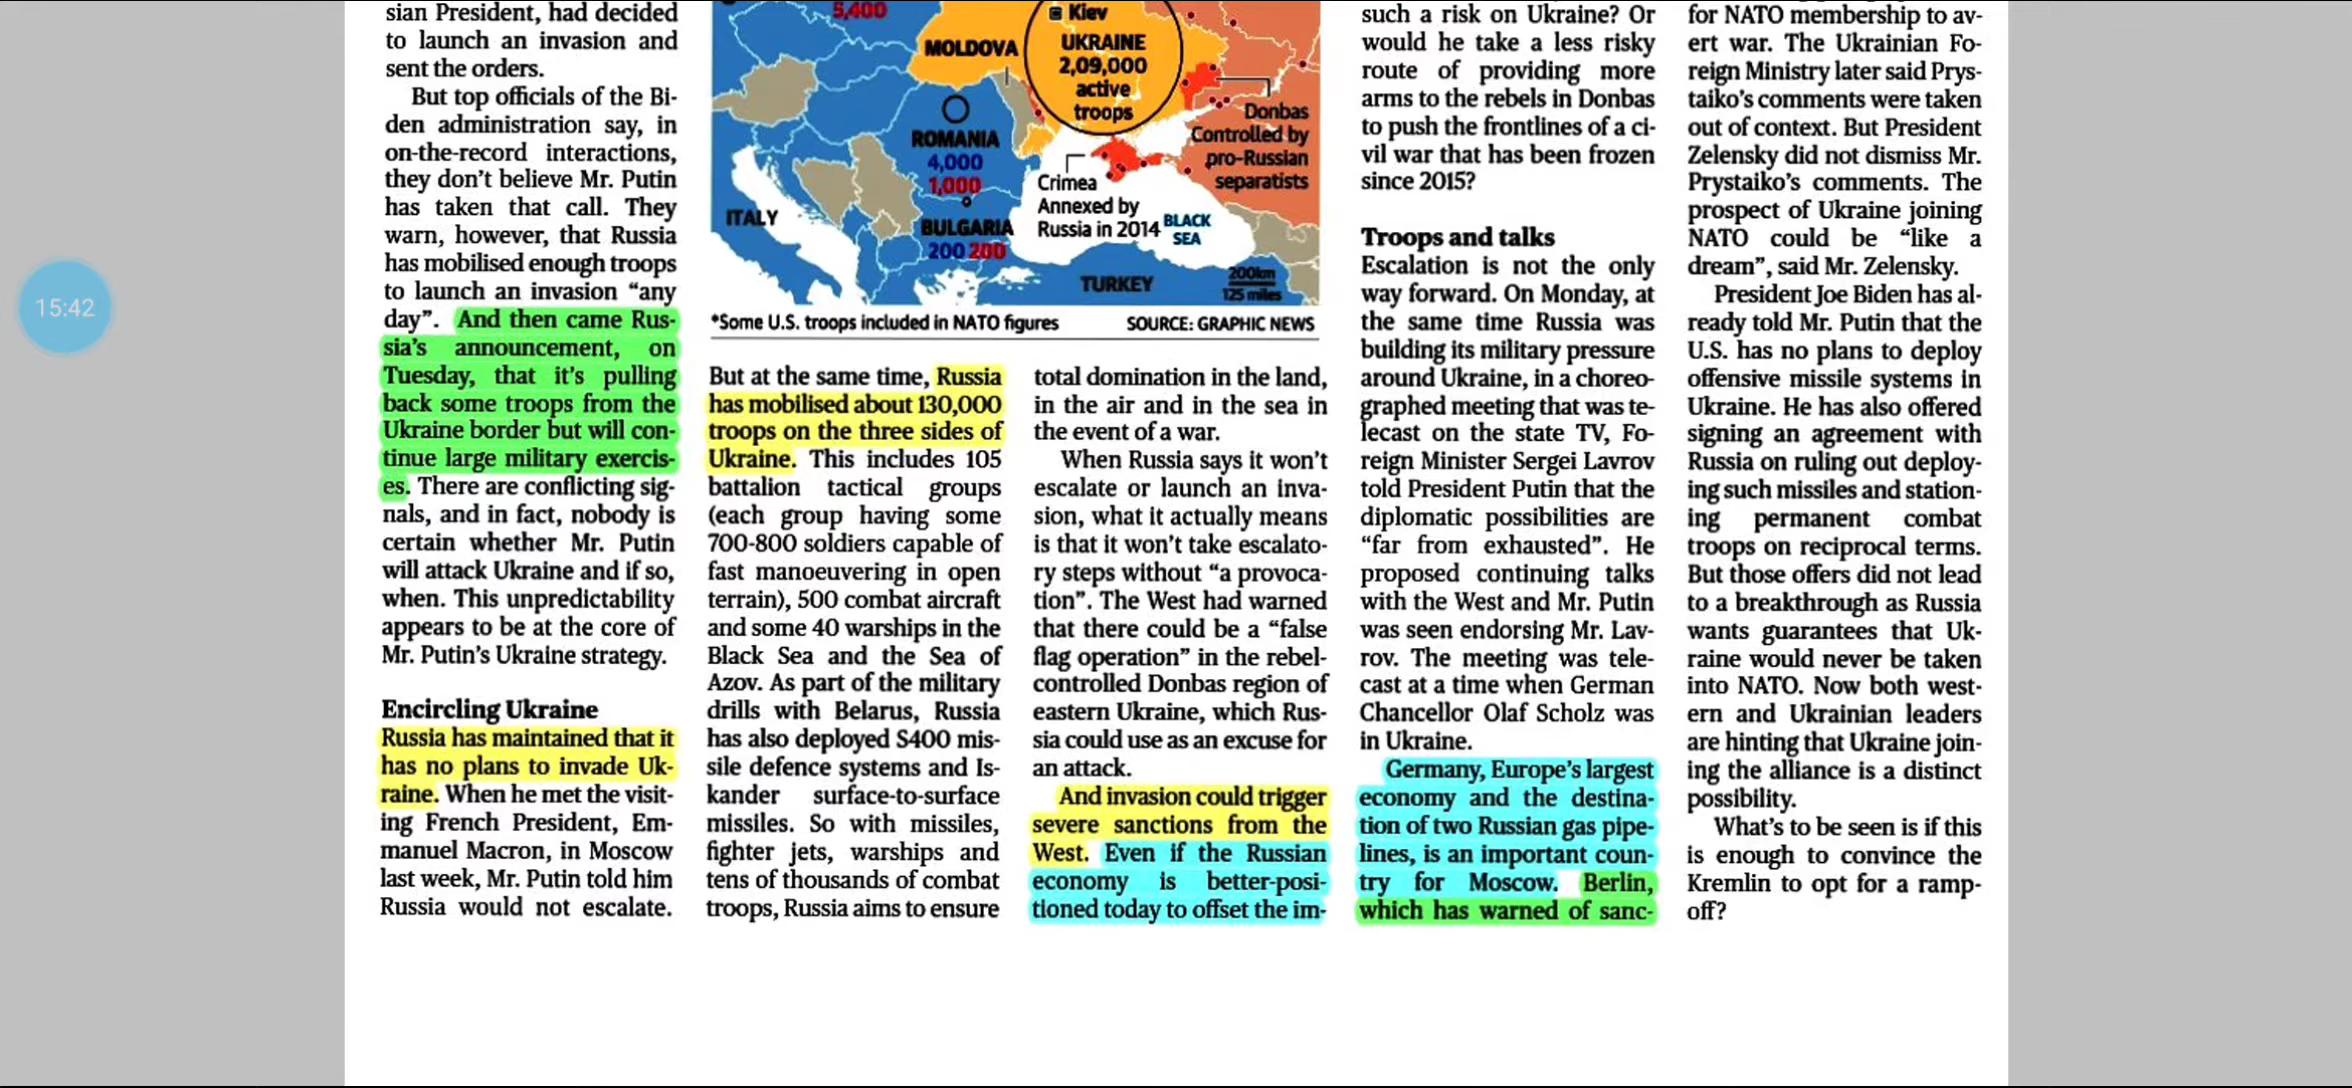 sian President, had decided
to launch an invasion and
sent the orders.
But top officials of the Bi-
den administration say, in
on-the-record interactions,
they don't believe Mr. Putin
has taken that call. They
warn, however, that Russia
has mobilised enough troops
to launch an invasion “any
day”. And then came Rus-
sia's announcement, on
Tuesday, that it's pulling
back some troops from the
Ukraine border but will con-
tinue large military exercis-
es. There are conflicting sig-
nals, and in fact, nobody is
certain whether Mr. Putin
will attack Ukraine and if so,
when. This unpredictability
appears to be at the core of
Mr. Putin's Ukraine strategy.
Encircling Ukraine
Russia has maintained that it
has no plans to invade Uk-
raine. When he met the visit-
ing French President, Em-
manuel Macron, in Moscow
last week, Mr. Putin told him
Russia would not escalate.
5,400
Kiev
MOLDOVA
UKRAINE
2,09,000
active
troops
Donbas
Controlled by
pro-Russian
separatists
ROMANIA
4,000
1,000
Crimea
Annexed by
Russia in 2014
BLACK
SEA
ITALY
BULGARIA
200 200
TURKEY
200km
125 miles
*Some U.S. troops included in NATO figures
SOURCE: GRAPHIC NEWS
But at the same time, Russia
has mobilised about 130,000
troops on the three sides of
Ukraine. This includes 105
battalion tactical groups
(each group having some
700-800 soldiers capable of
fast manoeuvering in open
terrain), 500 combat aircraft
and some 40 warships in the
Black Sea and the Sea of
Azov. As part of the military
drills with Belarus, Russia
has also deployed S400 mis-
sile defence systems and Is-
kander surface-to-surface
missiles. So with missiles,
fighter jets, warships and
tens of thousands of combat
troops, Russia aims to ensure
total domination in the land,
in the air and in the sea in
the event of a war.
When Russia says it won't
escalate or launch an inva-
sion, what it actually means
is that it won't take escalato-
ry steps without “a provoca-
tion”. The West had warned
that there could be a “false
flag operation” in the rebel-
controlled Donbas region of
eastern Ukraine, which Rus-
sia could use as an excuse for
an attack.
And invasion could trigger
severe sanctions from the
West. Even if the Russian
economy is better-posi-
tioned today to offset the im-
such a risk on Ukraine? Or
would he take a less risky
route of providing more
arms to the rebels in Donbas
to push the frontlines of a ci-
vil war that has been frozen
since 2015?
Troops and talks
Escalation is not the only
way forward. On Monday, at
the same time Russia was
building its military pressure
around Ukraine, in a choreo-
graphed meeting that was te-
lecast on the state TV, Fo-
reign Minister Sergei Lavrov
told President Putin that the
diplomatic possibilities are
“far from exhausted”. He
proposed continuing talks
with the West and Mr. Putin
was seen endorsing Mr. Lav-
rov. The meeting was tele-
cast at a time when German
Chancellor Olaf Scholz was
in Ukraine.
Germany, Europe's largest
economy and the destina-
tion of two Russian gas pipe-
lines, is an important coun-
try for Moscow. Berlin,
which has warned of sanc-
for NATO membership to av-
ert war. The Ukrainian Fo-
reign Ministry later said Prys-
taiko's comments were taken
out of context. But President
Zelensky did not dismiss Mr.
Prystaiko's comments. The
prospect of Ukraine joining
NATO could be “like a
dream”, said Mr. Zelensky.
President Joe Biden has al-
ready told Mr. Putin that the
U.S. has no plans to deploy
offensive missile systems in
Ukraine. He has also offered
signing an agreement with
Russia on ruling out deploy-
ing such missiles and station-
ing permanent combat
troops on reciprocal terms.
But those offers did not lead
to a breakthrough as Russia
wants guarantees that Uk-
raine would never be taken
into NATO. Now both west-
ern and Ukrainian leaders
are hinting that Ukraine join-
ing the alliance is a distinct
possibility.
What's to be seen is if this
is enough to convince the
Kremlin to opt for a ramp-
off?
15:42